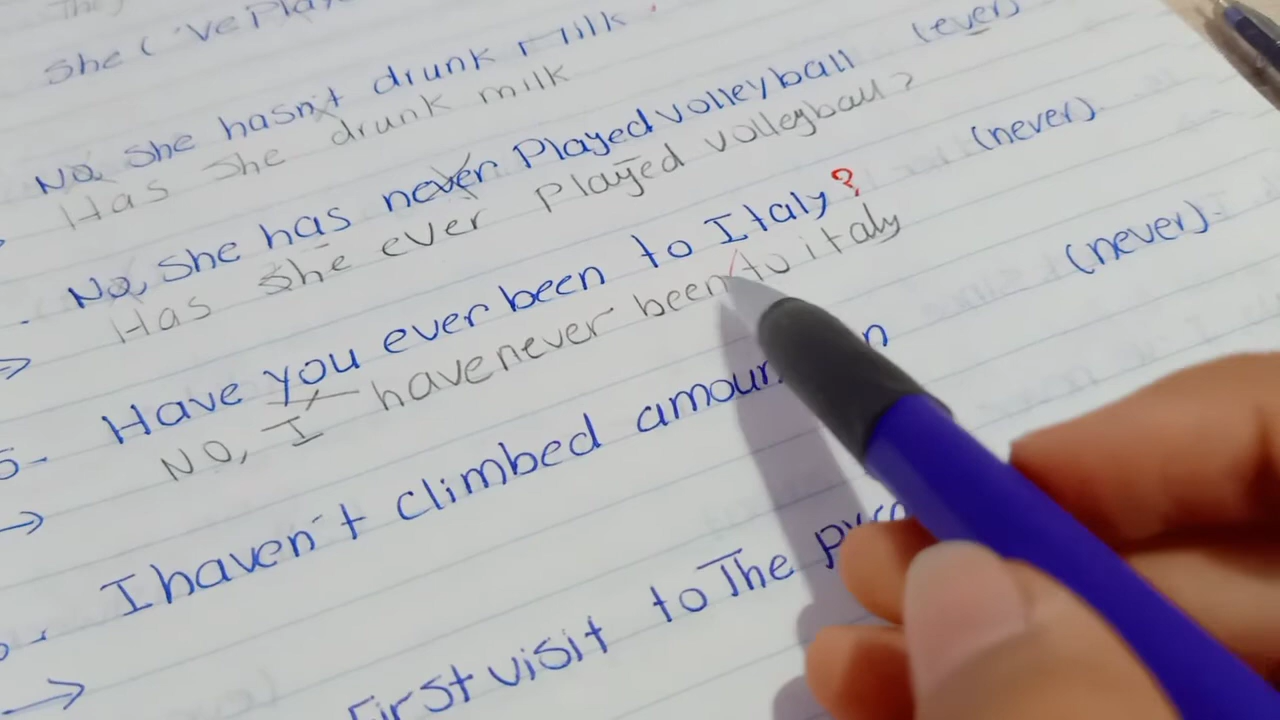 She ('ve Play
No, She hasn't drunk milk.
Has she drunk milk
No, She has never Played volleyball (ever)
Has She ever Played volleyball?
Have you ever been to Italy? (never).
NO, I have never been to italy
I haven't climbed a (never).
First visit to The